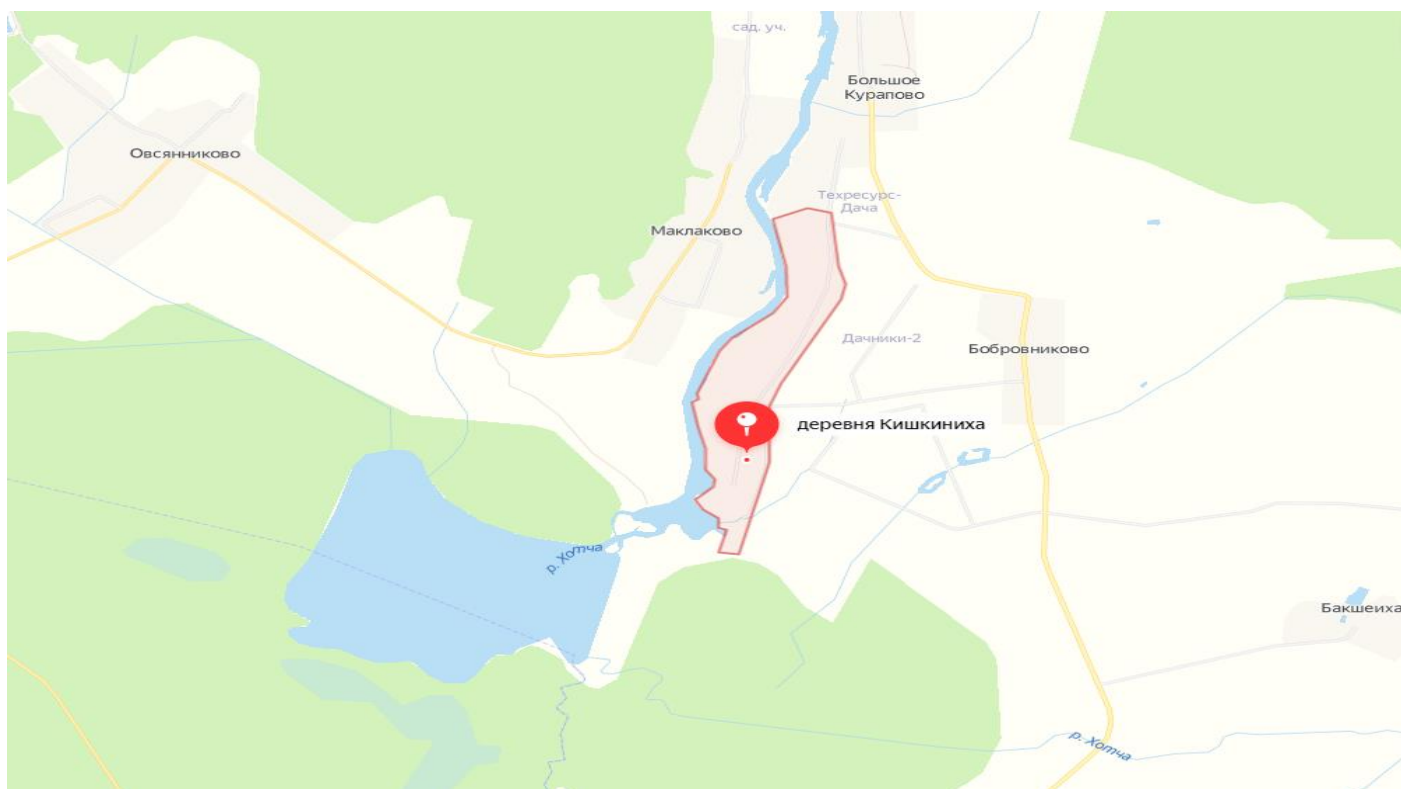 сад. уч.
Большое
Курапово
Овсянниково
Техресурс-
Дача
Маклаково
Дачники-2
Бобровниково
деревня Кишкиниха
р. Хотча
Бакшеиха
р. Хотча